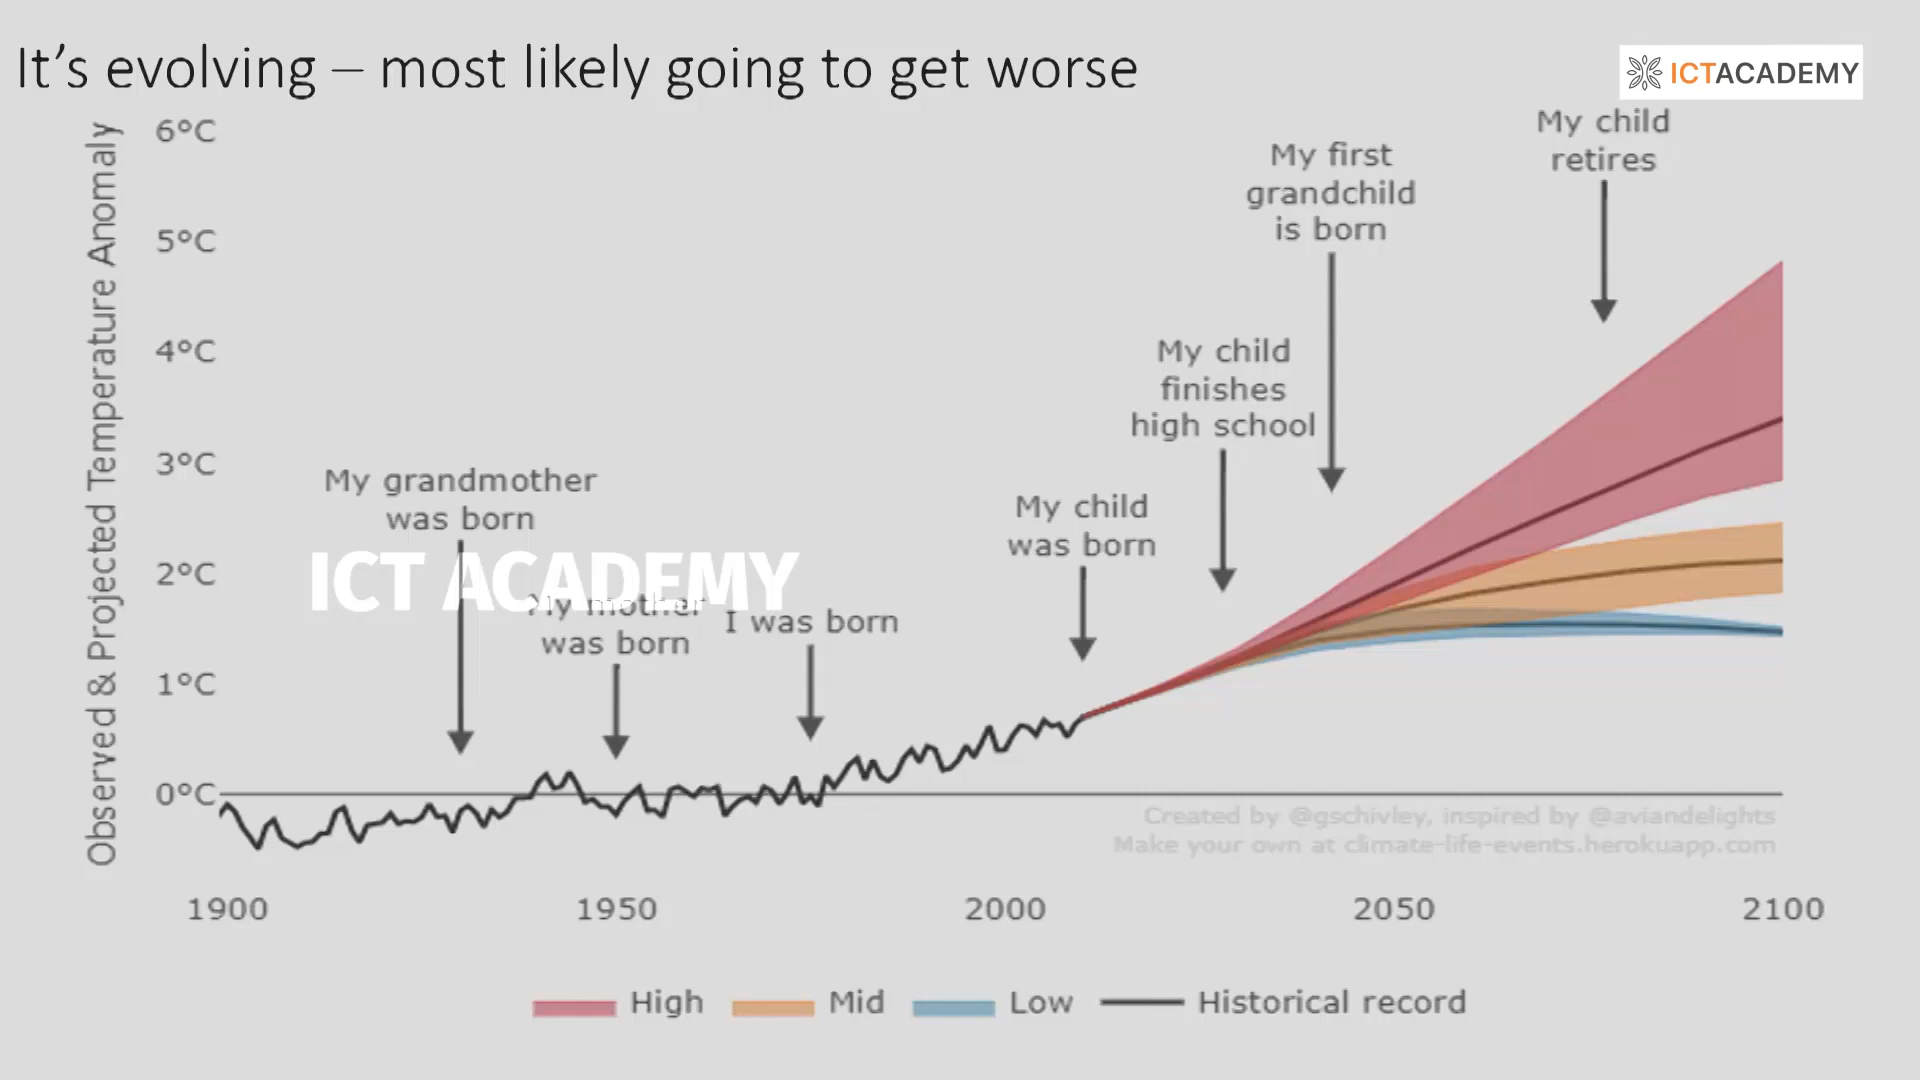 It's evolving – most likely going to get worse
ICTACADEMY
Observed & Projected Temperature Anomaly
6°C
5°C
4°C
3°C
2°C
1°C
0°C
My grandmother
was born
ICT ACADEMY
My mother
was born
I was born
My child
was born
My child
finishes
high school
My first
grandchild
is born
My child
retires
Created by @gschivley, inspired by @aviandelights
Make your own at climate-life-events.herokuapp.com
1900
1950
2000
2050
2100
High
Mid
Low
Historical record